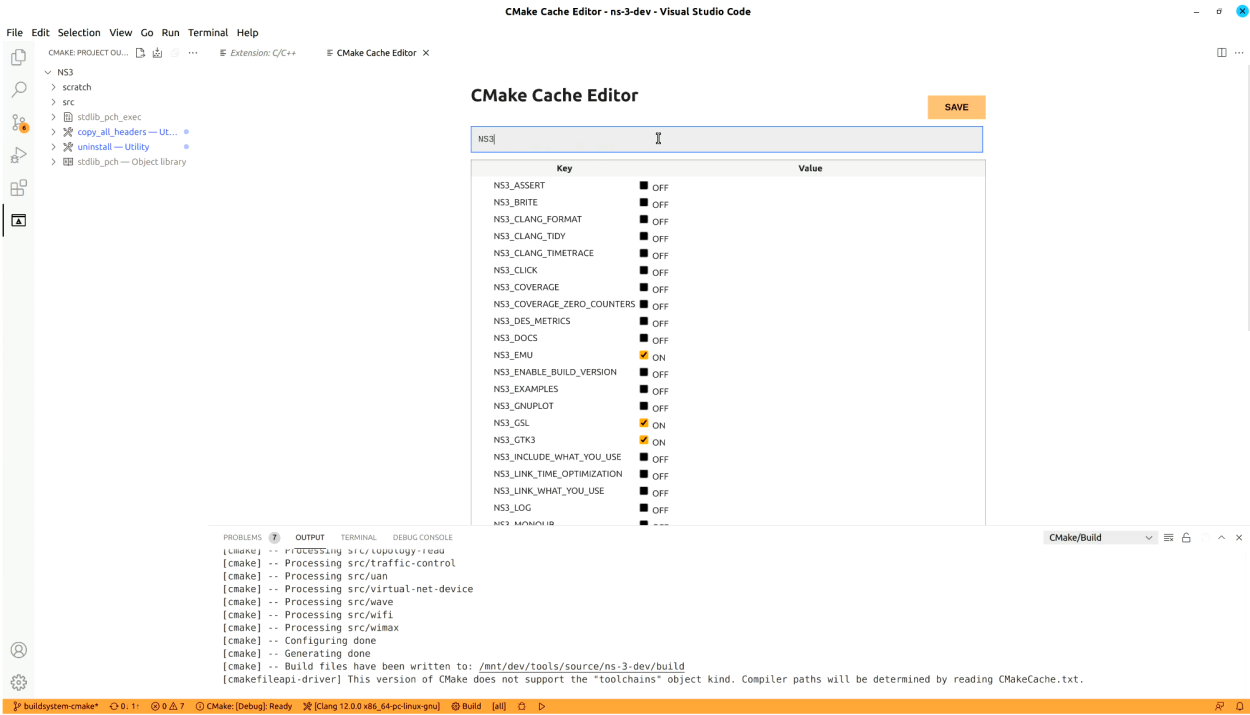 CMake Cache Editor - ns-3-dev - Visual Studio Code
File Edit Selection View Go Run Terminal Help
CMAKE: PROJECT OU...
Extension: C/C++
CMake Cache Editor
NS3
scratch
src
stdlib_pch_exec
copy_all_headers — Ut...
uninstall — Utility
stdlib_pch — Object library
6
CMake Cache Editor
SAVE
NS3
Key Value
NS3_ASSERT OFF
NS3_BRITE OFF
NS3_CLANG_FORMAT OFF
NS3_CLANG_TIDY OFF
NS3_CLANG_TIMETRACE OFF
NS3_CLICK OFF
NS3_COVERAGE OFF
NS3_COVERAGE_ZERO_COUNTERS OFF
NS3_DES_METRICS OFF
NS3_DOCS OFF
NS3_EMU ON
NS3_ENABLE_BUILD_VERSION OFF
NS3_EXAMPLES OFF
NS3_GNUPLOT OFF
NS3_GSL ON
NS3_GTK3 ON
NS3_INCLUDE_WHAT_YOU_USE OFF
NS3_LINK_TIME_OPTIMIZATION OFF
NS3_LINK_WHAT_YOU_USE OFF
NS3_LOG OFF
NS3_MONOLIB OFF
PROBLEMS 7 OUTPUT TERMINAL DEBUG CONSOLE
CMake/Build
[cmake] -- Processing src/topology-read
[cmake] -- Processing src/traffic-control
[cmake] -- Processing src/uan
[cmake] -- Processing src/virtual-net-device
[cmake] -- Processing src/wave
[cmake] -- Processing src/wifi
[cmake] -- Processing src/wimax
[cmake] -- Configuring done
[cmake] -- Generating done
[cmake] -- Build files have been written to: /mnt/dev/tools/source/ns-3-dev/build
[cmakefileapi-driver] This version of CMake does not support the "toolchains" object kind. Compiler paths will be determined by reading CMakeCache.txt.
buildsystem-cmake* 0↓ 1↑ 0 7 CMake: [Debug]: Ready [Clang 12.0.0 x86_64-pc-linux-gnu] Build [all]